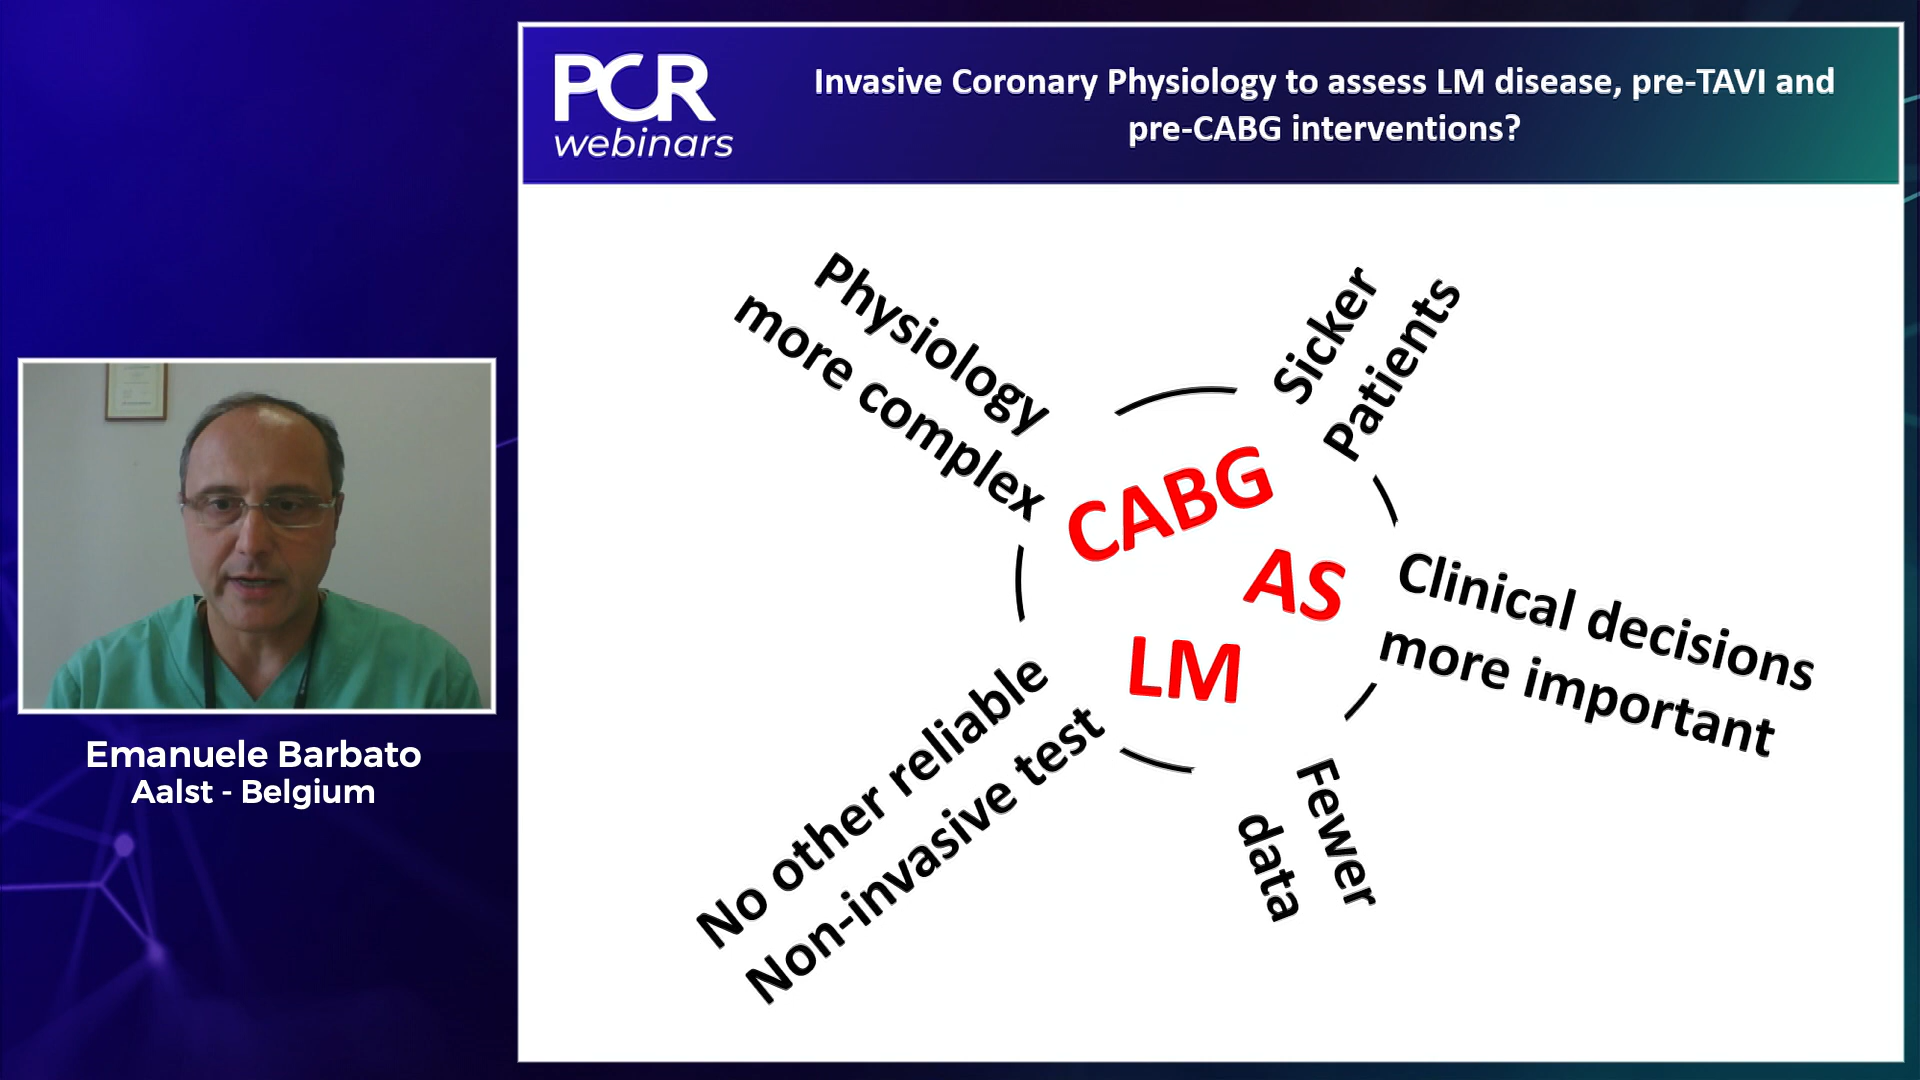 PCR
webinars
Invasive Coronary Physiology to assess LM disease, pre-TAVI and
pre-CABG interventions?
Physiology
more complex
Sicker
Patients
CABG
AS
LM
Clinical decisions
more important
No other reliable
Non-invasive test
Fewer
data
Emanuele Barbato
Aalst - Belgium